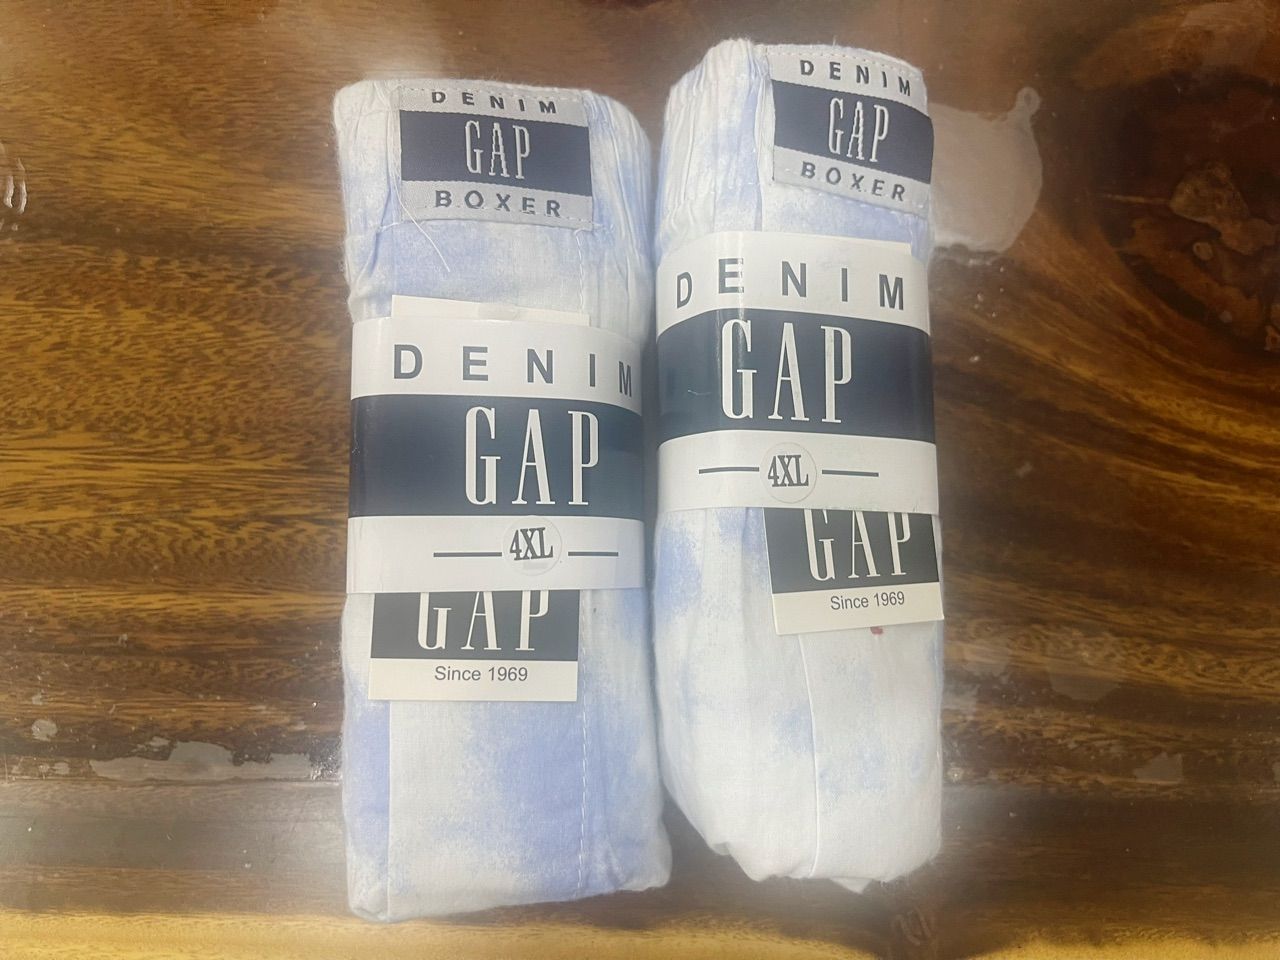 DENIM
GAP
BOXER
DENIM
GAP
4XL
GAP
Since 1969
DENIM
GAP
BOXER
DENIM
GAP
4XL
GAP
Since 1969